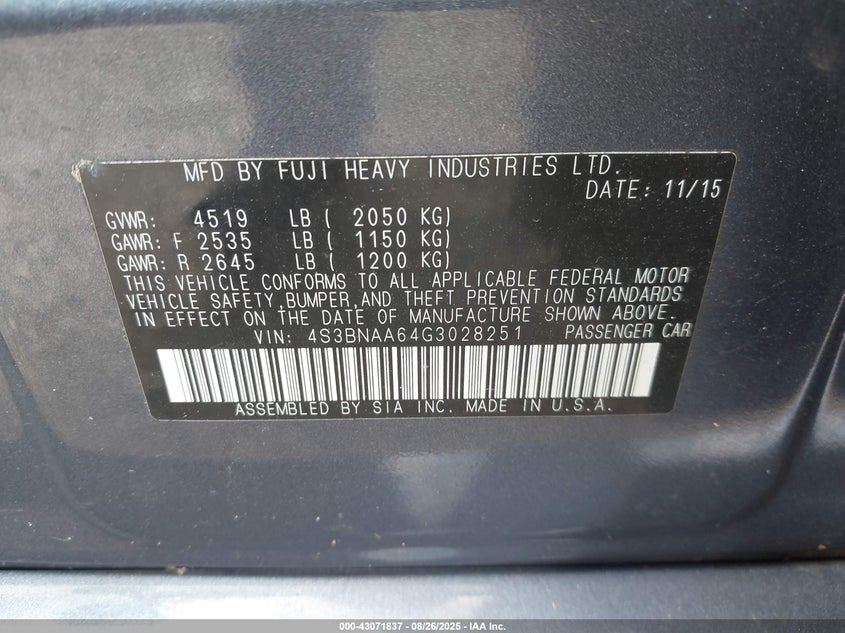 MFD BY FUJI HEAVY INDUSTRIES LTD.
DATE: 11/15
GVWR: 4519 LB ( 2050 KG)
GAWR: F 2535 LB ( 1150 KG)
GAWR: R 2645 LB ( 1200 KG)
THIS VEHICLE CONFORMS TO ALL APPLICABLE FEDERAL MOTOR
VEHICLE SAFETY, BUMPER, AND THEFT PREVENTION STANDARDS
IN EFFECT ON THE DATE OF MANUFACTURE SHOWN ABOVE.
VIN: 4S3BNAA64G3028251 PASSENGER CAR
ASSEMBLED BY SIA INC. MADE IN U.S.A.
000-43071837 - 08/26/2025 - IAA Inc.